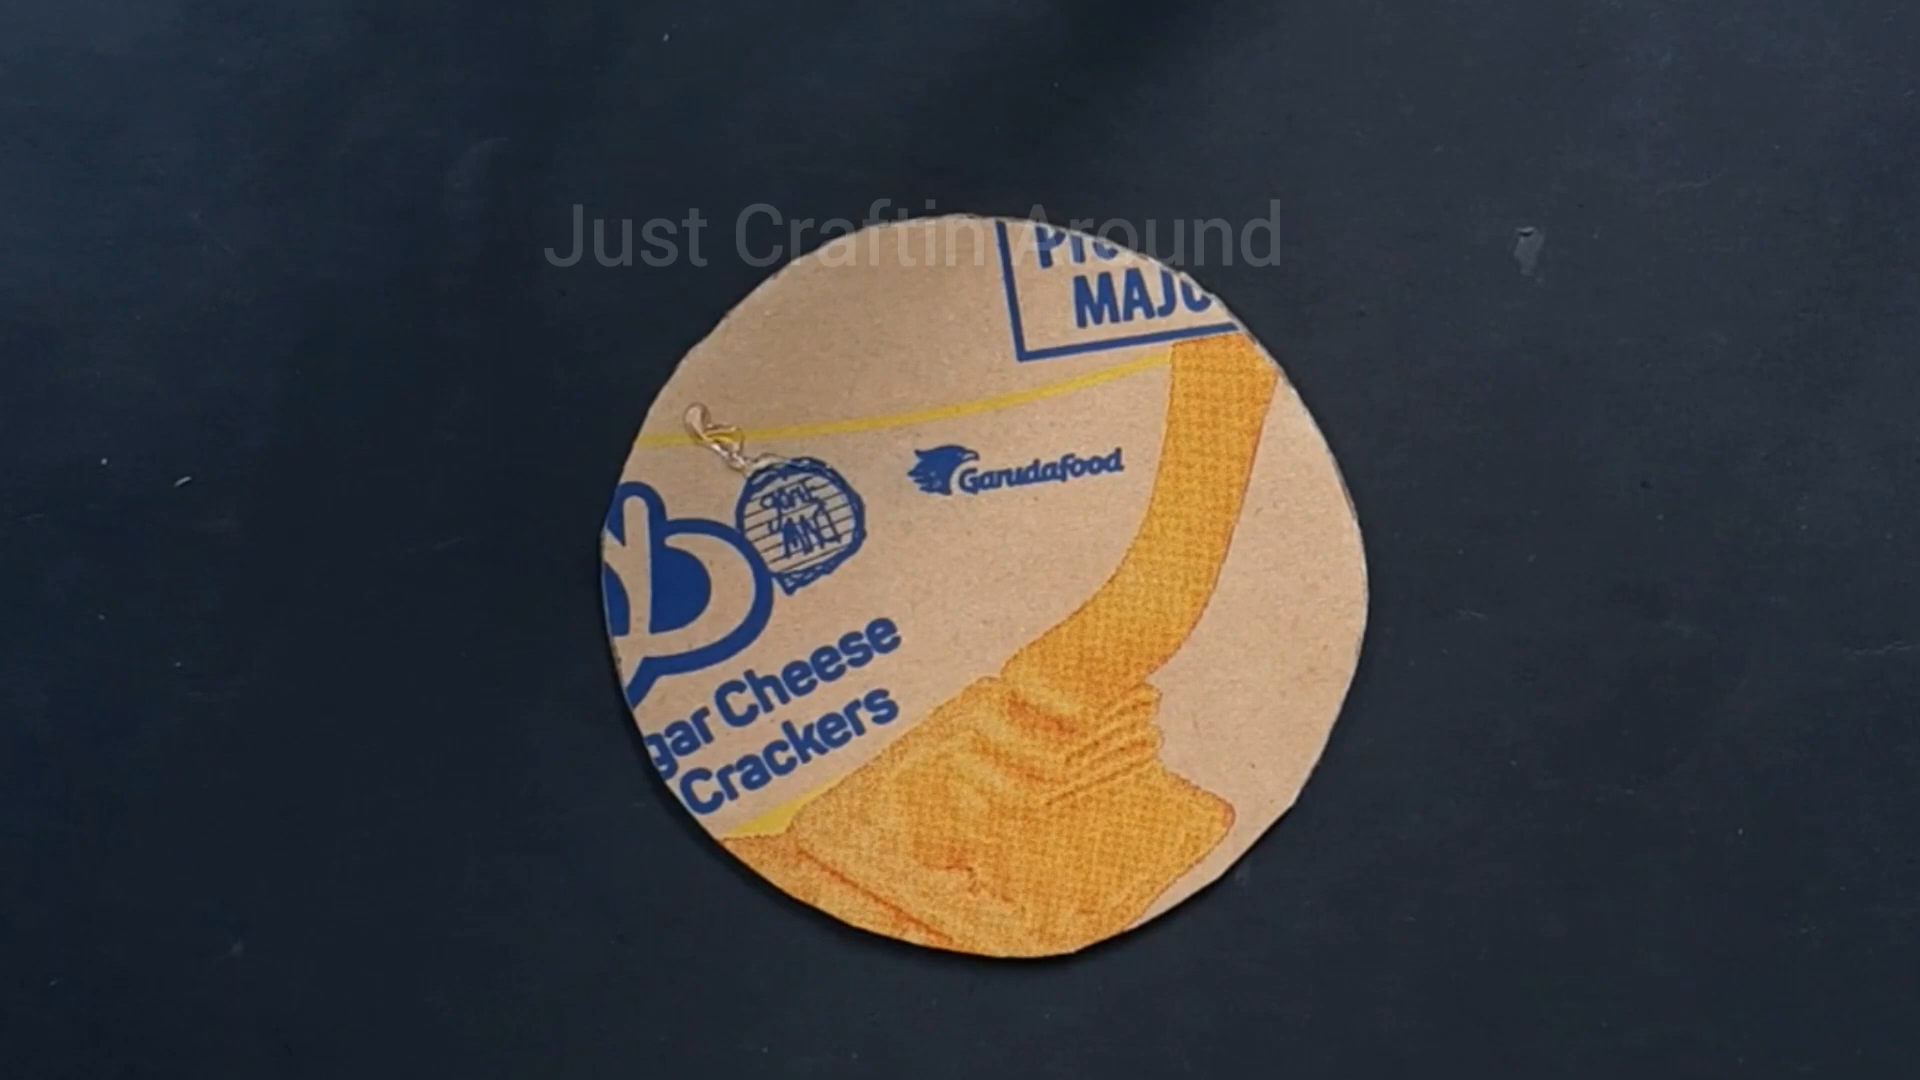 Just Craftin Around
MAJO
Garudafood
gar Cheese
Crackers